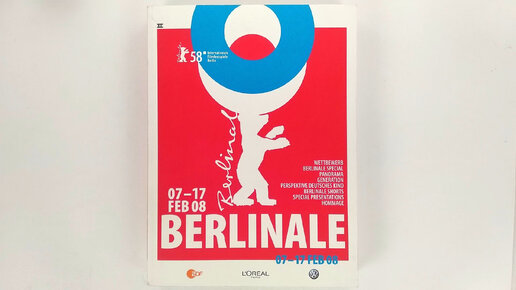 58
Internationale
Filmfestspiele
Berlin
Berlinale
07–17
FEB 08
WETTBEWERB
BERLINALE SPECIAL
PANORAMA
GENERATION
PERSPEKTIVE DEUTSCHES KINO
BERLINALE SHORTS
SPECIAL PRESENTATIONS
HOMMAGE
BERLINALE
07–17 FEB 08
ZDF
L'ORÉAL